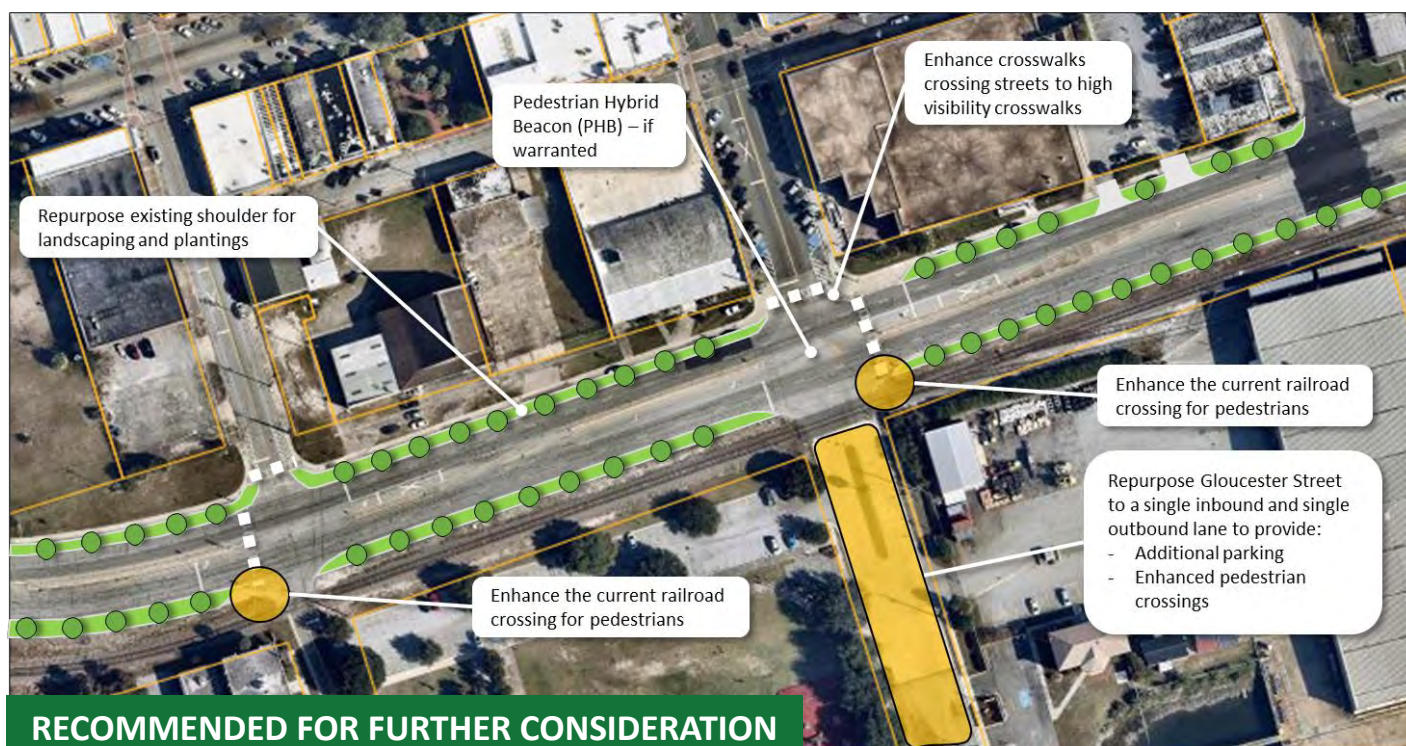 Enhance crosswalks
crossing streets to high
visibility crosswalks
Pedestrian Hybrid
Beacon (PHB) – if
warranted
Repurpose existing shoulder for
landscaping and plantings
Enhance the current railroad
crossing for pedestrians
Repurpose Gloucester Street
to a single inbound and single
outbound lane to provide:
- Additional parking
- Enhanced pedestrian
crossings
Enhance the current railroad
crossing for pedestrians
RECOMMENDED FOR FURTHER CONSIDERATION